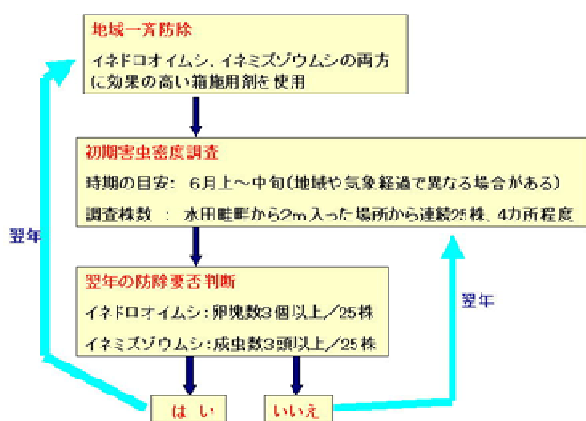 地域一斉防除
イネドロオイムシ、イネミズゾウムシの両方
に効果の高い箱施用剤を使用
初期害虫密度調査
時期の目安： 6月上～中旬（地域や気象経過で異なる場合がある）
調査株数 ： 水田畦畔から2m入った場所から連続25株、4カ所程度
翌年
翌年の防除要否判断
イネドロオイムシ：卵塊数3個以上／25株
イネミズゾウムシ：成虫数3頭以上／25株
翌年
はい
いいえ